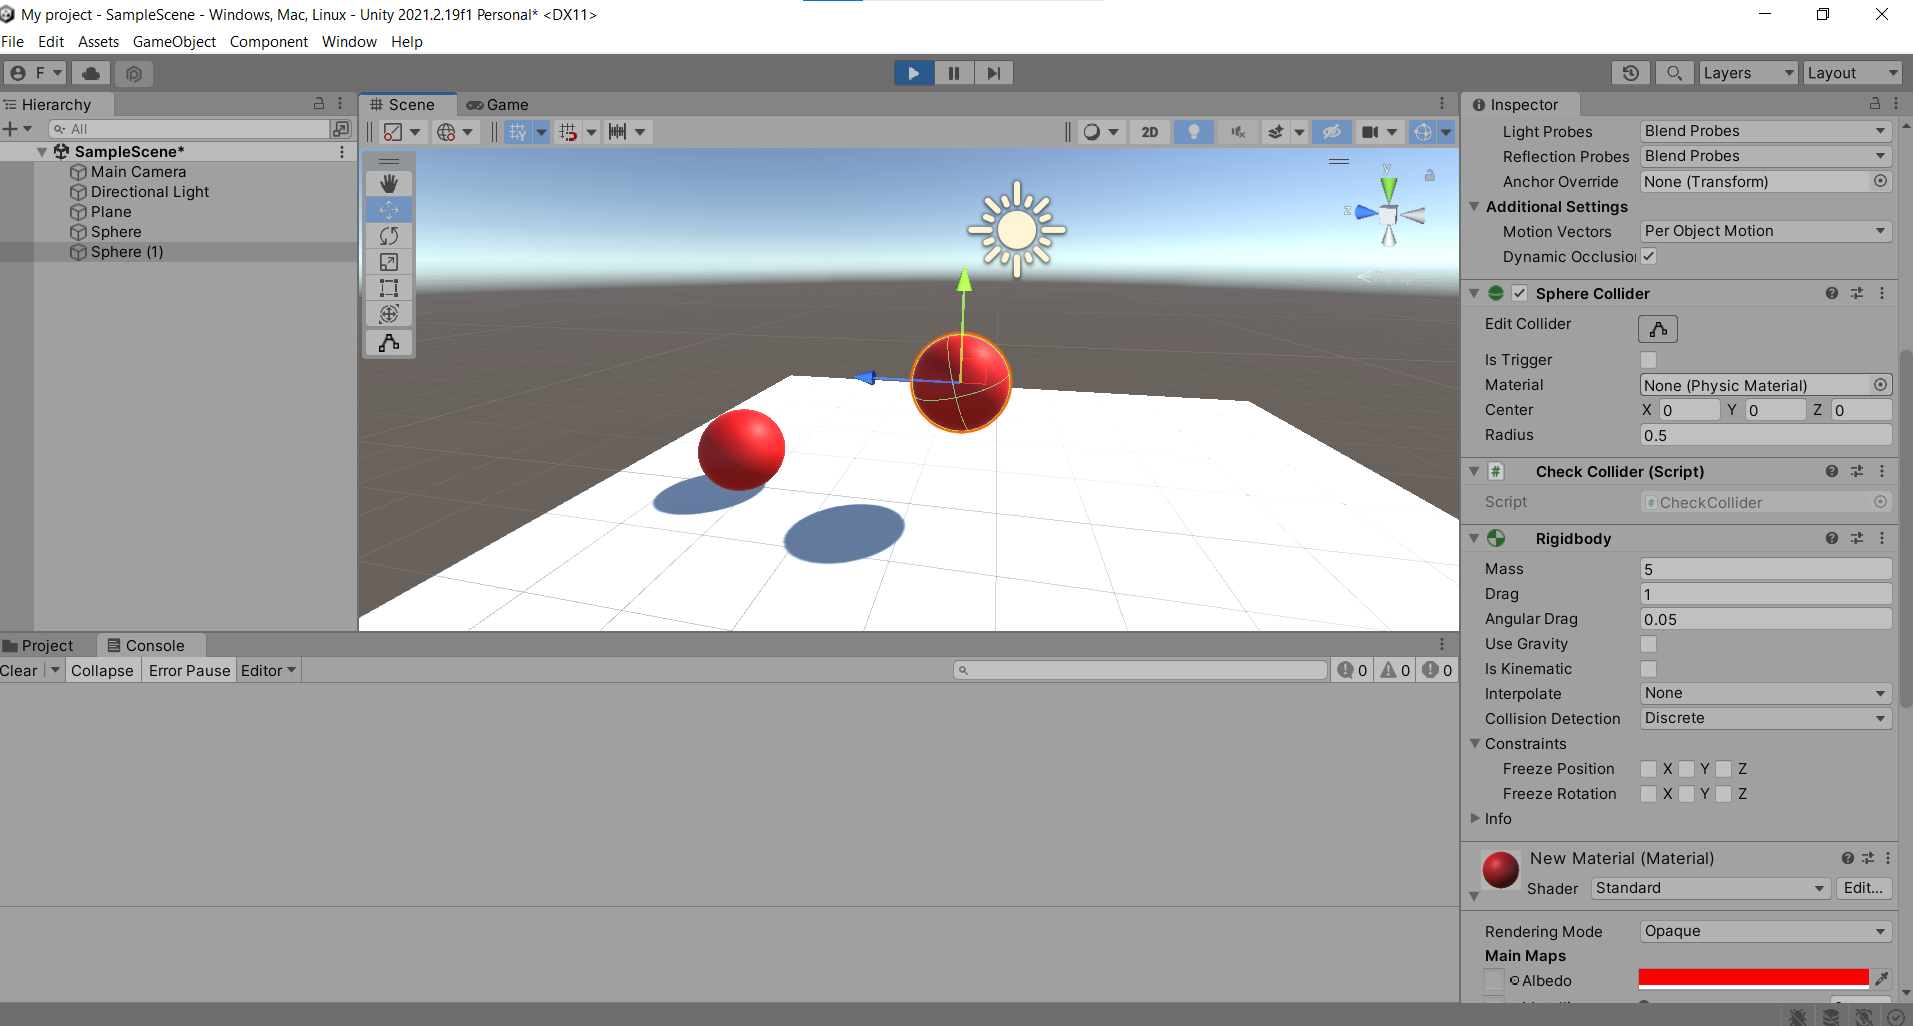 My project - SampleScene - Windows, Mac, Linux - Unity 2021.2.19f1 Personal* <DX11>
File Edit Assets GameObject Component Window Help
F Layers Layout
Hierarchy
All
SampleScene*
Main Camera
Directional Light
Plane
Sphere
Sphere (1)
Scene Game
2D
y
z
Persp
Project Console
Clear Collapse Error Pause Editor
0 0 0
Inspector
Light Probes Blend Probes
Reflection Probes Blend Probes
Anchor Override None (Transform)
Additional Settings
Motion Vectors Per Object Motion
Dynamic Occlusio
Sphere Collider
Edit Collider
Is Trigger
Material None (Physic Material)
Center X 0 Y 0 Z 0
Radius 0.5
# Check Collider (Script)
Script # CheckCollider
Rigidbody
Mass 5
Drag 1
Angular Drag 0.05
Use Gravity
Is Kinematic
Interpolate None
Collision Detection Discrete
Constraints
Freeze Position X Y Z
Freeze Rotation X Y Z
Info
New Material (Material)
Shader Standard Edit...
Rendering Mode Opaque
Main Maps
Albedo